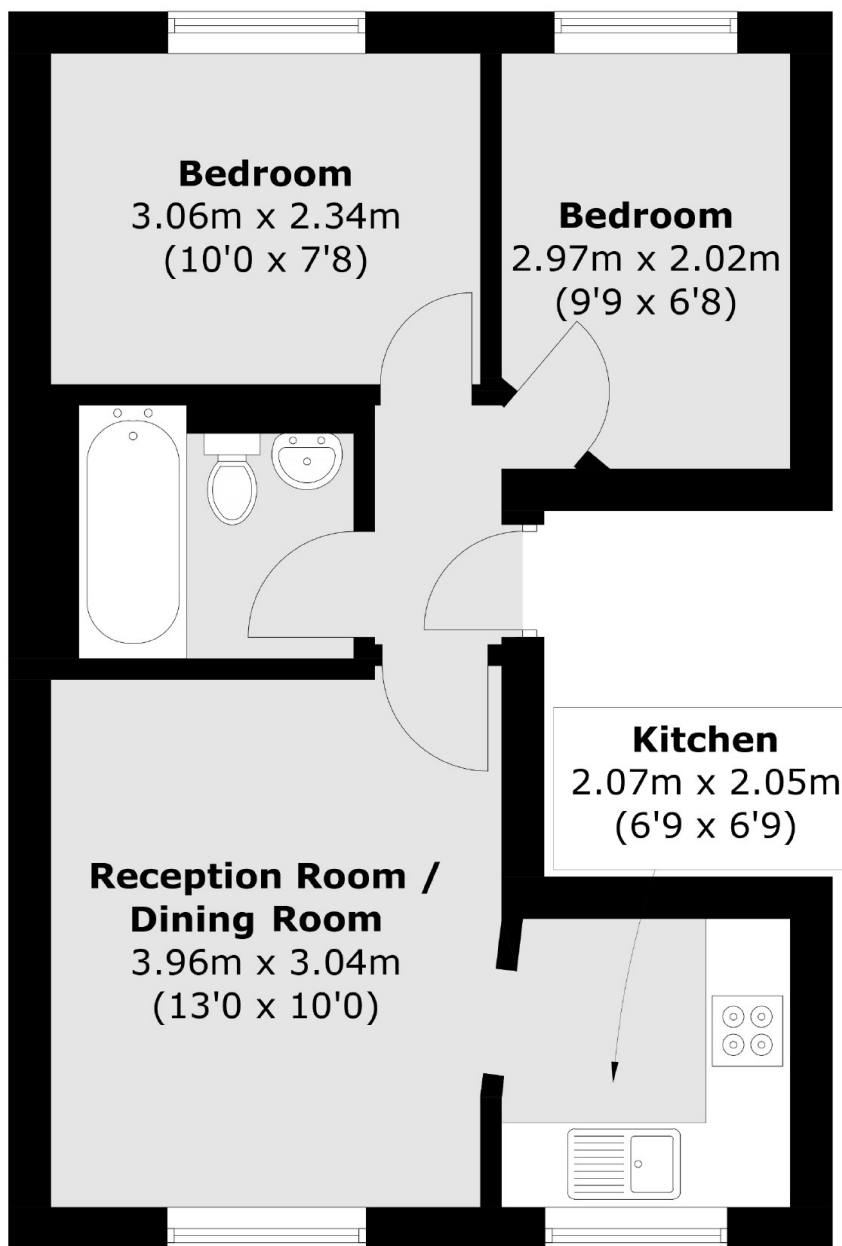 Bedroom
3.06m x 2.34m
(10'0 x 7'8)
Bedroom
2.97m x 2.02m
(9'9 x 6'8)
Kitchen
2.07m x 2.05m
(6'9 x 6'9)
Reception Room /
Dining Room
3.96m x 3.04m
(13'0 x 10'0)